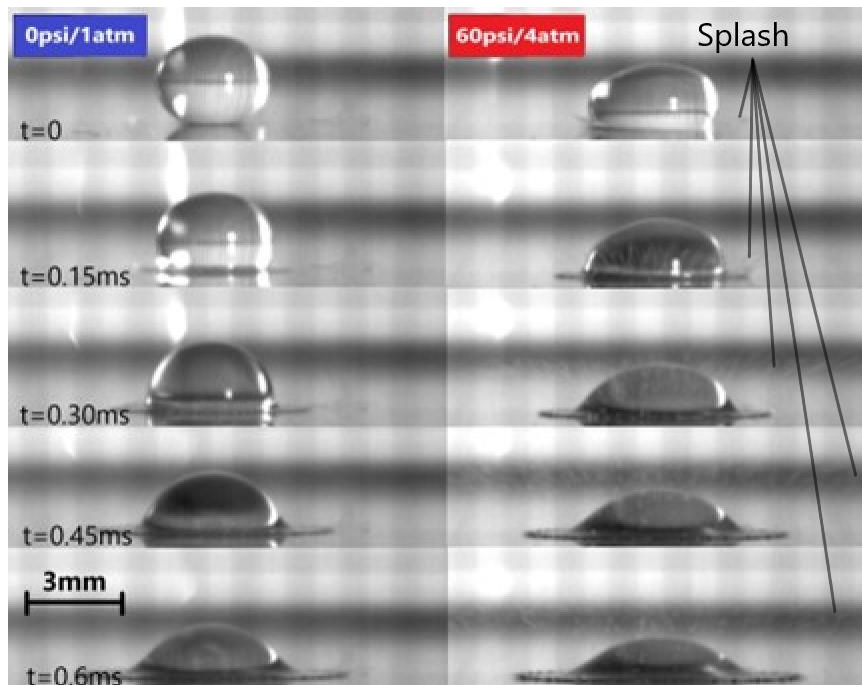 0psi/1atm
60psi/4atm
Splash
t=0
t=0.15ms
t=0.30ms
t=0.45ms
3mm
t=0.6ms